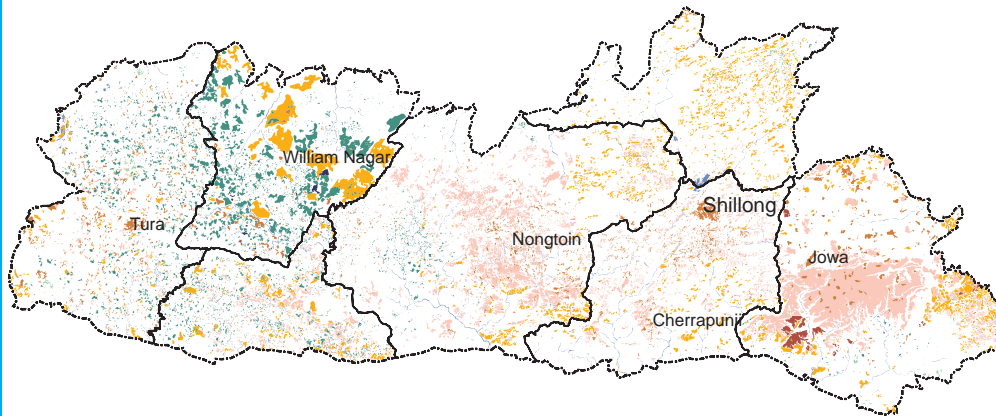 William Nagar
Tura
Shillong
Nongtoin
Jowa
Cherrapunji